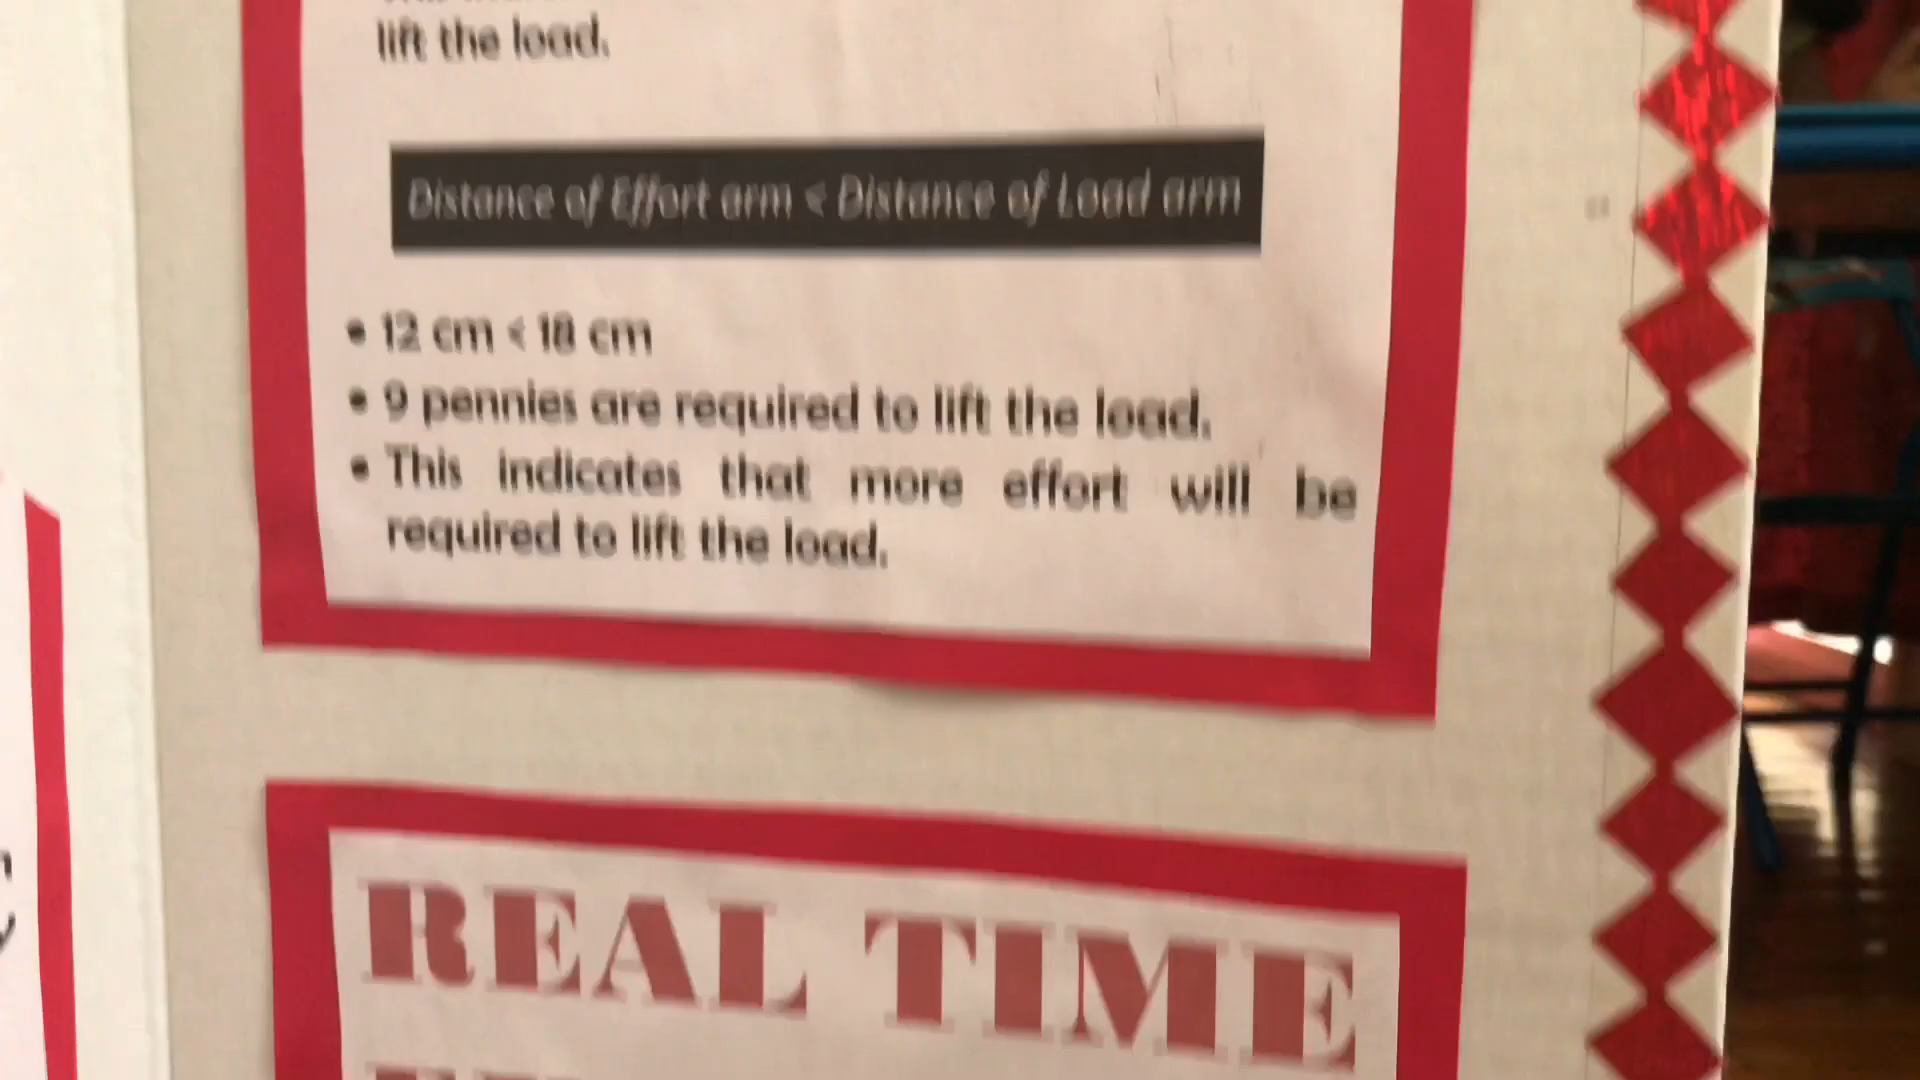 lift the load.
Distance of Effort arm < Distance of Load arm
• 12 cm < 18 cm
• 9 pennies are required to lift the load.
• This indicates that more effort will be
required to lift the load.
REAL TIME